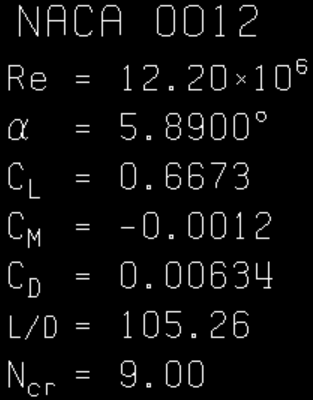 NACA 0012
Re = 12.20×10⁶
α = 5.8900°
C_L = 0.6673
C_M = -0.0012
C_D = 0.00634
L/D = 105.26
N_cr = 9.00